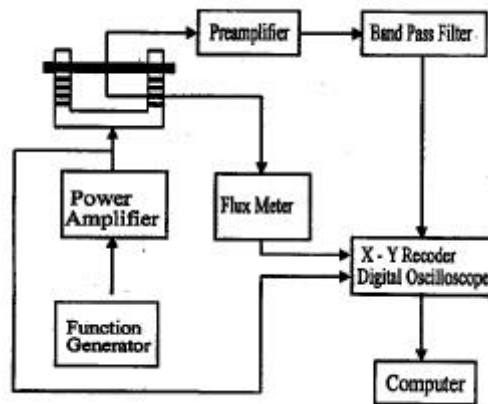 Preamplifier
Band Pass Filter
Power
Amplifier
Flux Meter
X - Y Recoder
Digital Oscilloscope
Function
Generator
Computer